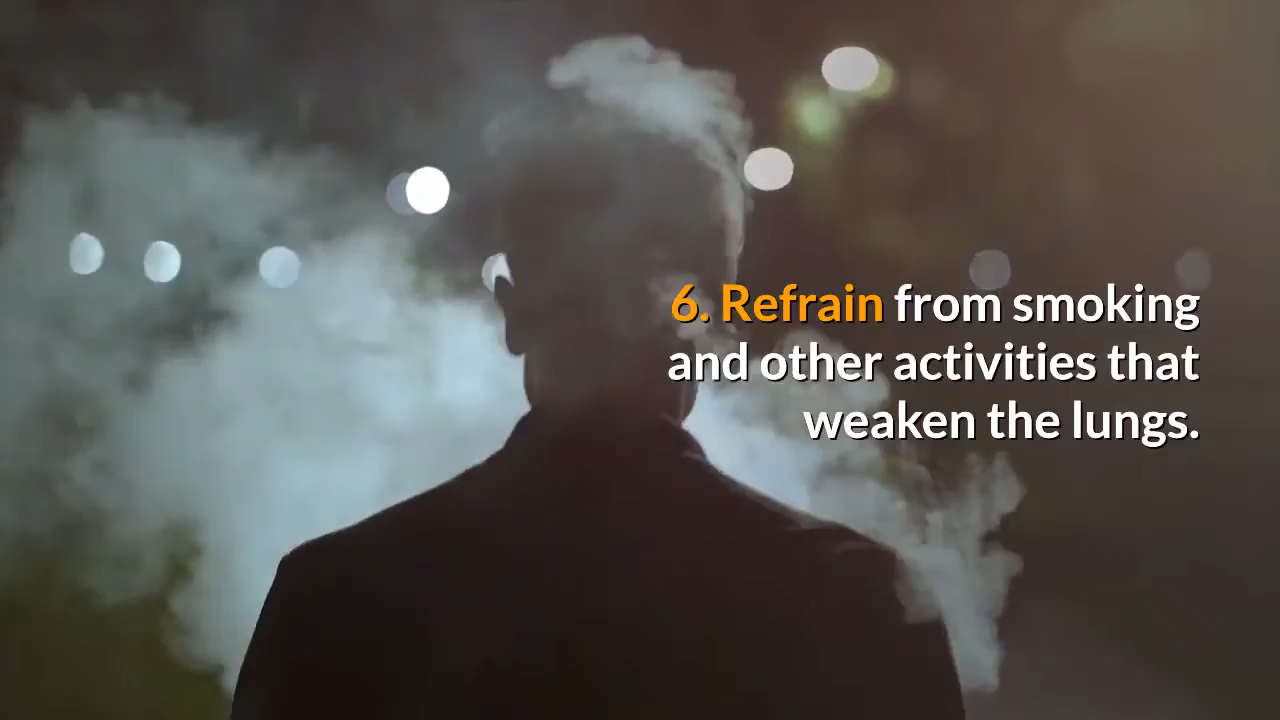 6. Refrain from smoking
and other activities that
weaken the lungs.